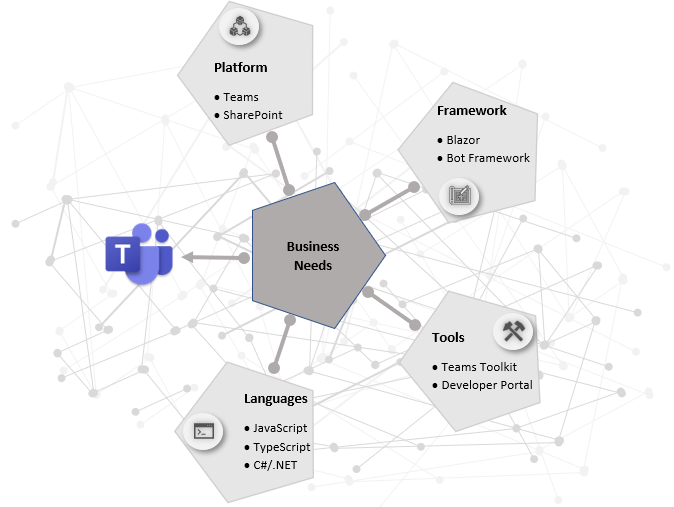 Platform
● Teams
● SharePoint
Framework
● Blazor
● Bot Framework
Business
Needs
T
Tools
● Teams Toolkit
● Developer Portal
Languages
● JavaScript
● TypeScript
● C#/.NET